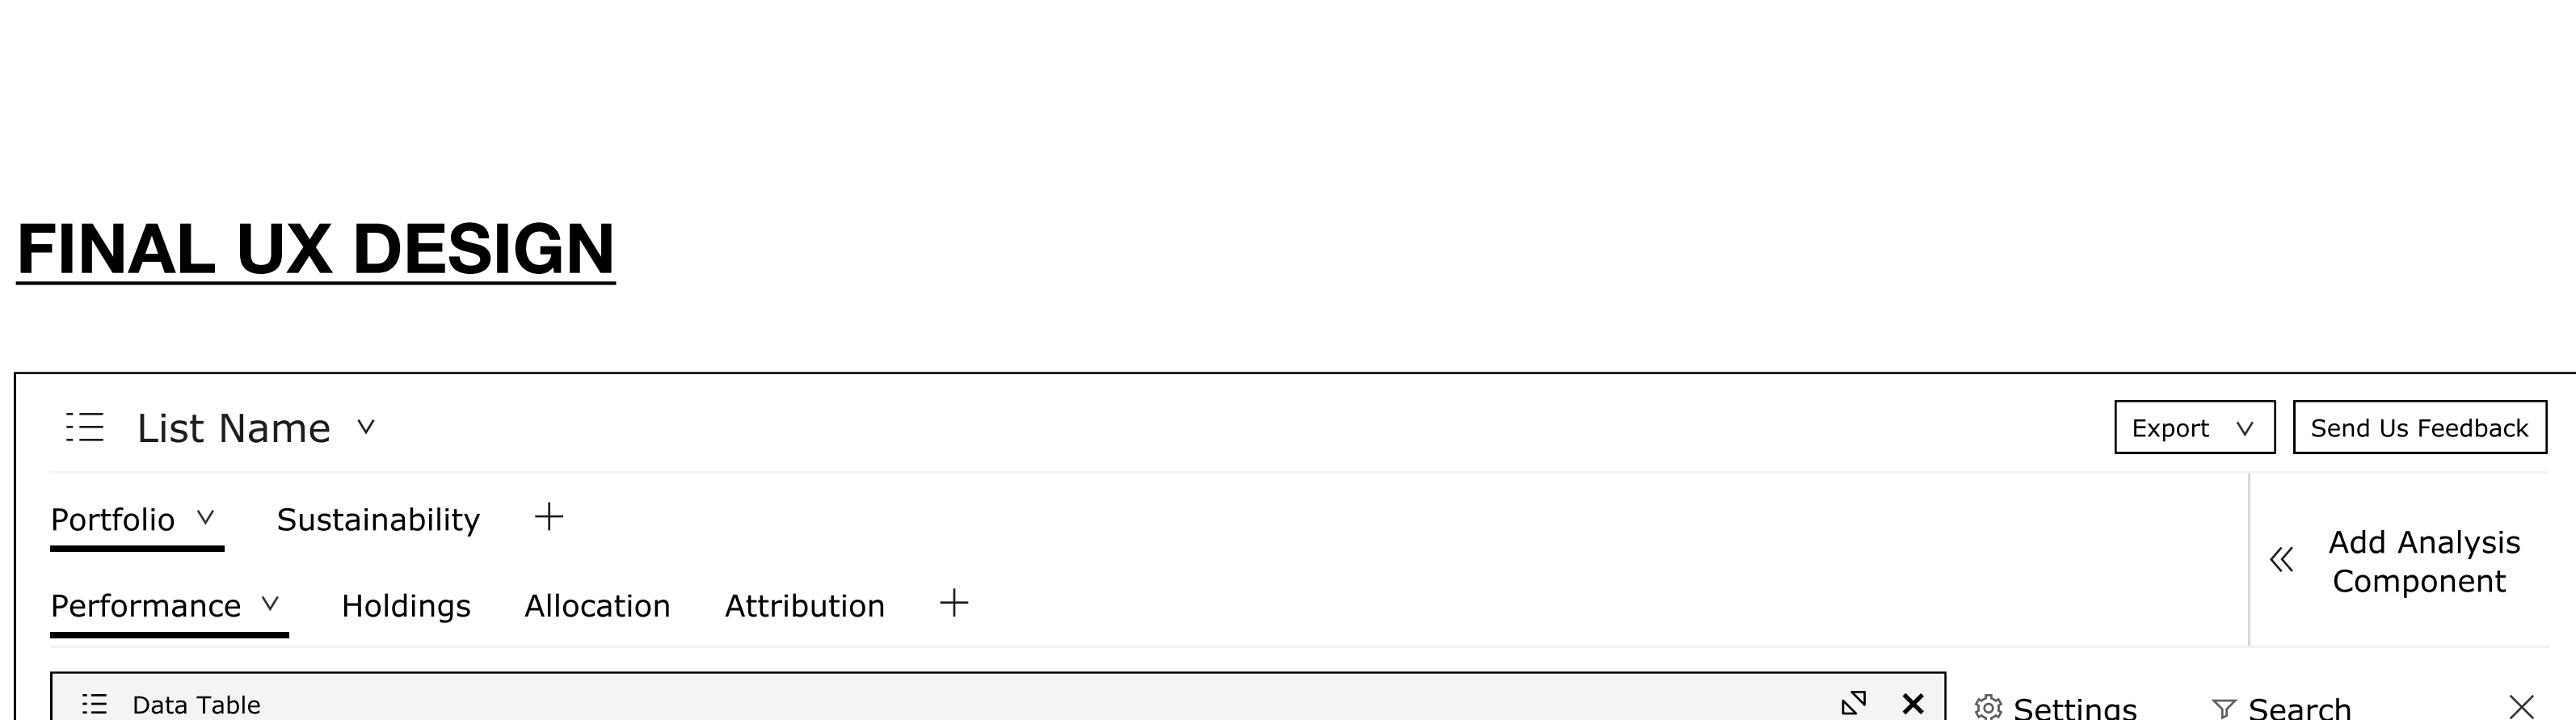 FINAL UX DESIGN
List Name
Export
Send Us Feedback
Portfolio Sustainability
Add Analysis
Component
Performance Holdings Allocation Attribution
Data Table
Settings
Search